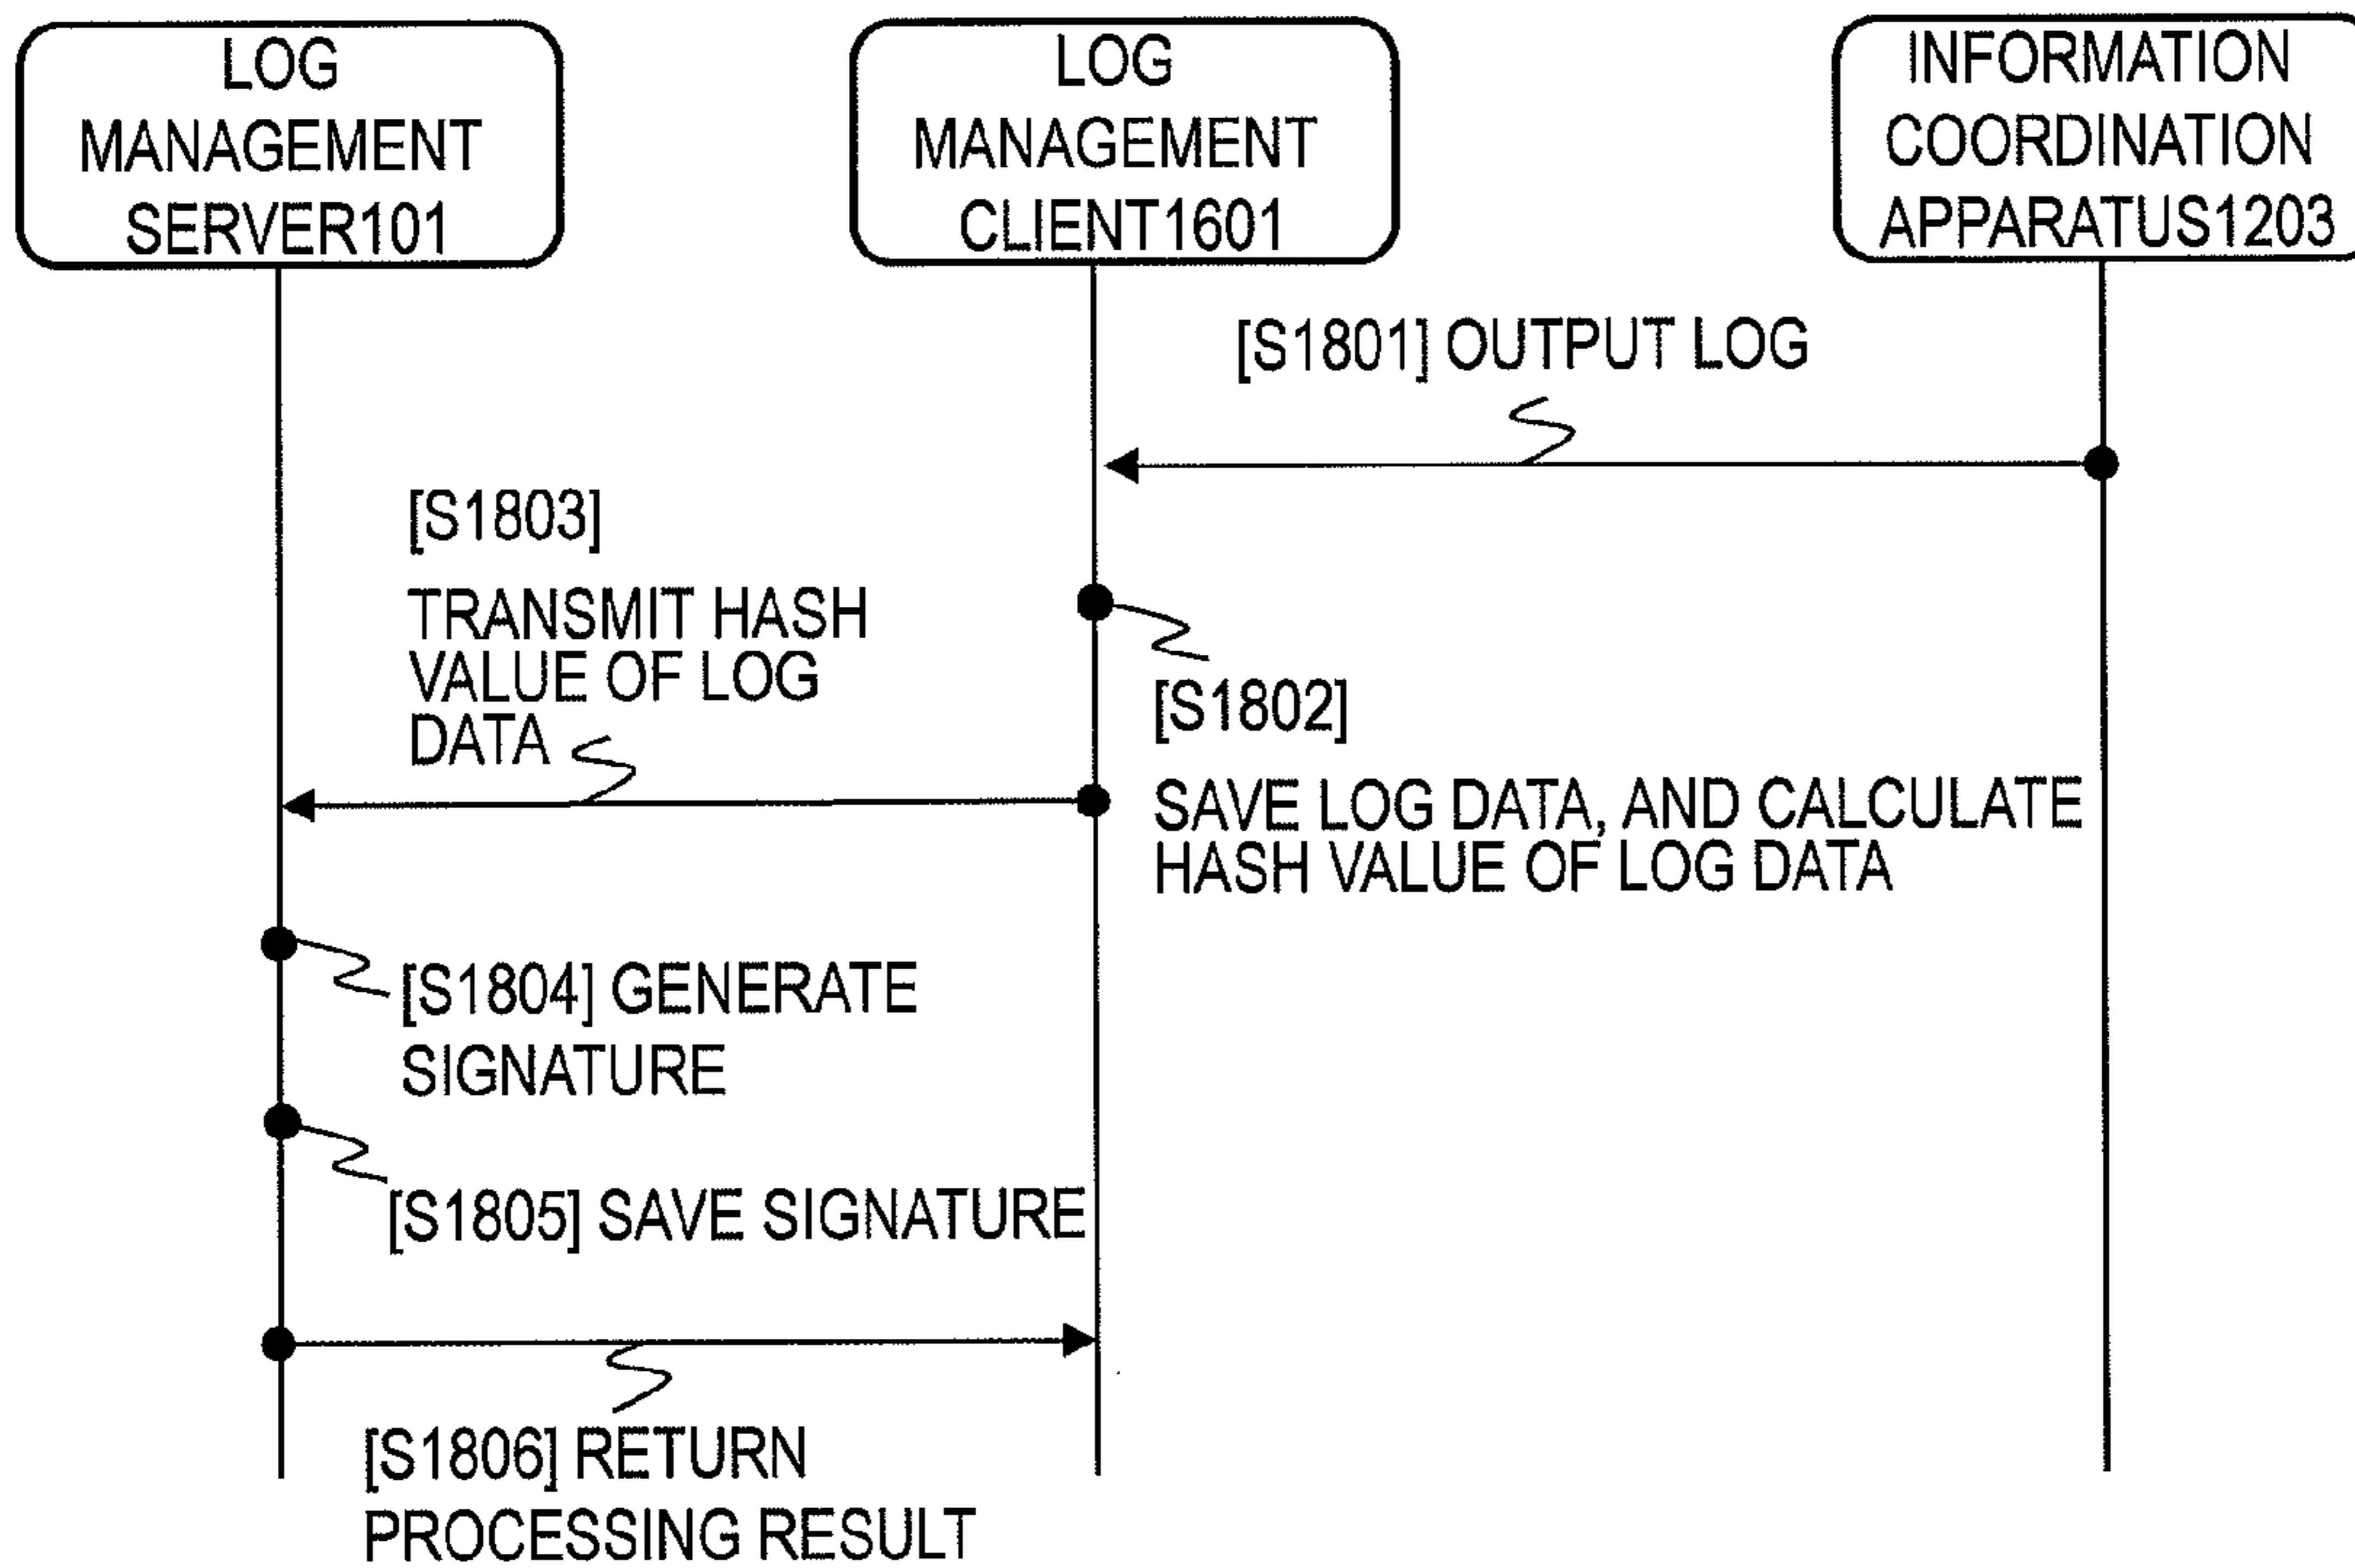 LOG
MANAGEMENT
SERVER101
LOG
MANAGEMENT
CLIENT1601
INFORMATION
COORDINATION
APPARATUS1203
[S1801] OUTPUT LOG
[S1803]
TRANSMIT HASH
VALUE OF LOG
DATA
[S1802]
SAVE LOG DATA, AND CALCULATE
HASH VALUE OF LOG DATA
[S1804] GENERATE
SIGNATURE
[S1805] SAVE SIGNATURE
[S1806] RETURN
PROCESSING RESULT